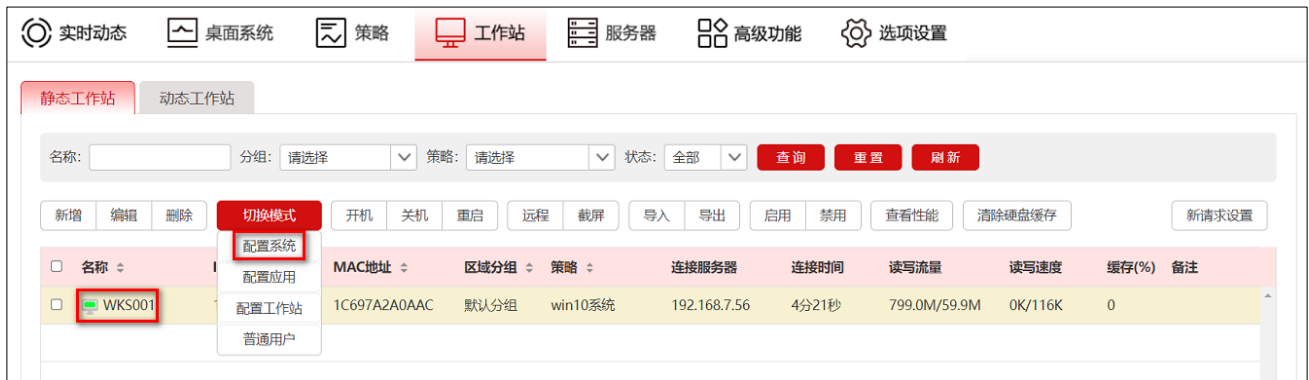 实时动态 桌面系统 策略 工作站 服务器 高级功能 选项设置
静态工作站 动态工作站
名称: 分组: 请选择 策略: 请选择 状态: 全部 查询 重置 刷新
新增 编辑 删除 切换模式 开机 关机 重启 远程 截屏 导入 导出 启用 禁用 查看性能 清除硬盘缓存 新请求设置
配置系统
名称 MAC地址 区域分组 策略 连接服务器 连接时间 读写流量 读写速度 缓存(%) 备注
配置应用
WKS001 配置工作站 1C697A2A0AAC 默认分组 win10系统 192.168.7.56 4分21秒 799.0M/59.9M 0K/116K 0
普通用户